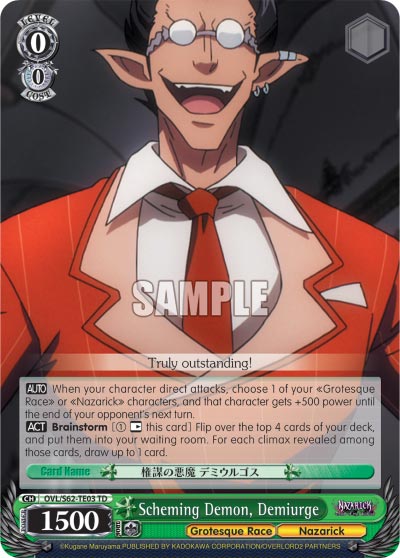 LEVEL
0
0
COST
SAMPLE
Truly outstanding!
AUTO When your character direct attacks, choose 1 of your «Grotesque
Race» or «Nazarick» characters, and that character gets +500 power until
the end of your opponent's next turn.
ACT Brainstorm [① this card] Flip over the top 4 cards of your deck,
and put them into your waiting room. For each climax revealed among
those cards, draw up to 1 card.
Card Name 権謀の悪魔 デミウルゴス
CH OVL/S62-TE03 TD
POWER 1500 Scheming Demon, Demiurge NAZARICK
Grotesque Race Nazarick
©Kugane Maruyama,PUBLISHED BY KADOKAWA CORPORATION/OVERLORD2 PARTNERS